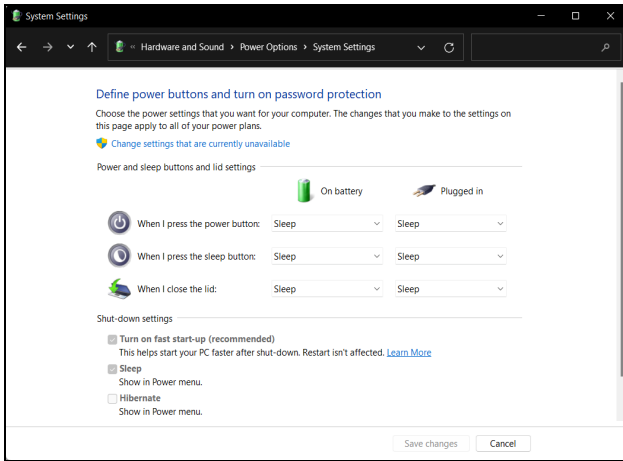 System Settings
« Hardware and Sound › Power Options › System Settings
Define power buttons and turn on password protection
Choose the power settings that you want for your computer. The changes that you make to the settings on
this page apply to all of your power plans.
Change settings that are currently unavailable
Power and sleep buttons and lid settings
On battery Plugged in
When I press the power button: Sleep Sleep
When I press the sleep button: Sleep Sleep
When I close the lid: Sleep Sleep
Shut-down settings
Turn on fast start-up (recommended)
This helps start your PC faster after shut-down. Restart isn't affected. Learn More
Sleep
Show in Power menu.
Hibernate
Show in Power menu.
Save changes Cancel